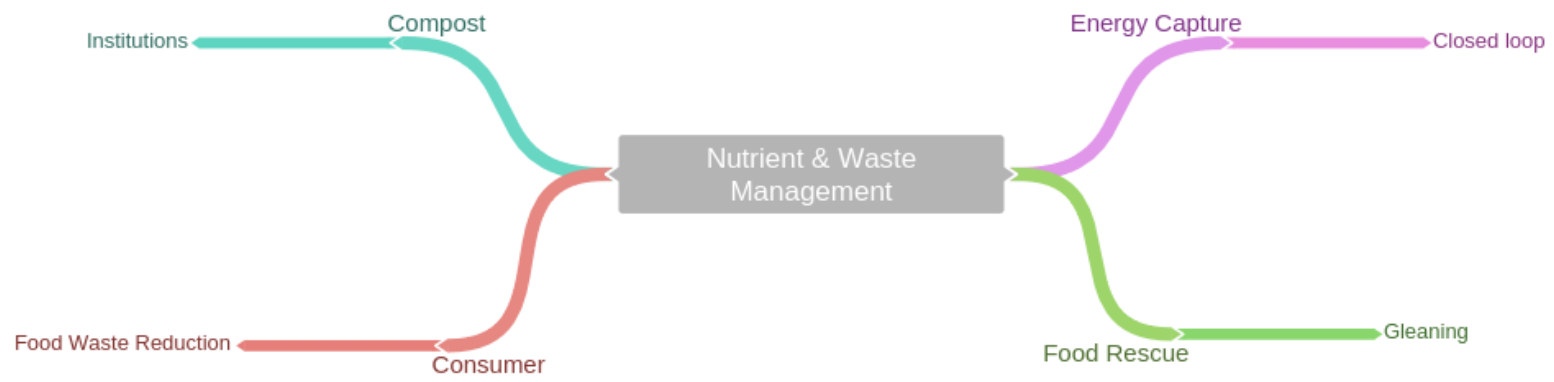 Compost
Institutions
Energy Capture
Closed loop
Nutrient & Waste
Management
Food Waste Reduction
Consumer
Food Rescue
Gleaning